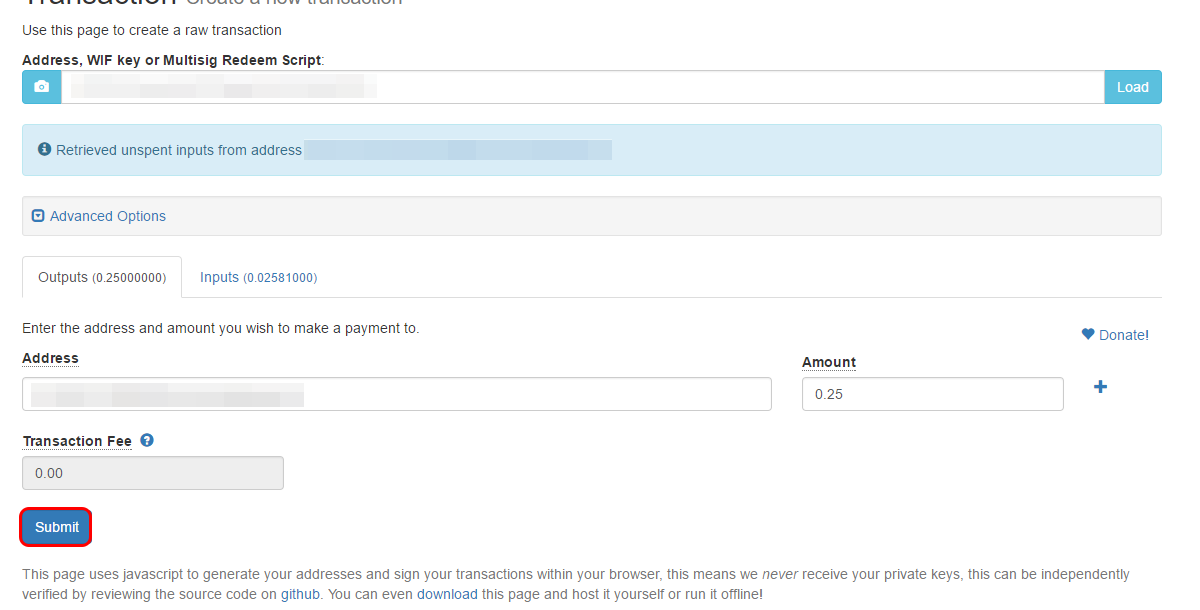 Transaction Create a new transaction
Use this page to create a raw transaction
Address, WIF key or Multisig Redeem Script:
Load
Retrieved unspent inputs from address
Advanced Options
Outputs (0.25000000) Inputs (0.02581000)
Enter the address and amount you wish to make a payment to.
Donate!
Address
Amount
0.25
Transaction Fee
0.00
Submit
This page uses javascript to generate your addresses and sign your transactions within your browser, this means we never receive your private keys, this can be independently
verified by reviewing the source code on github. You can even download this page and host it yourself or run it offline!